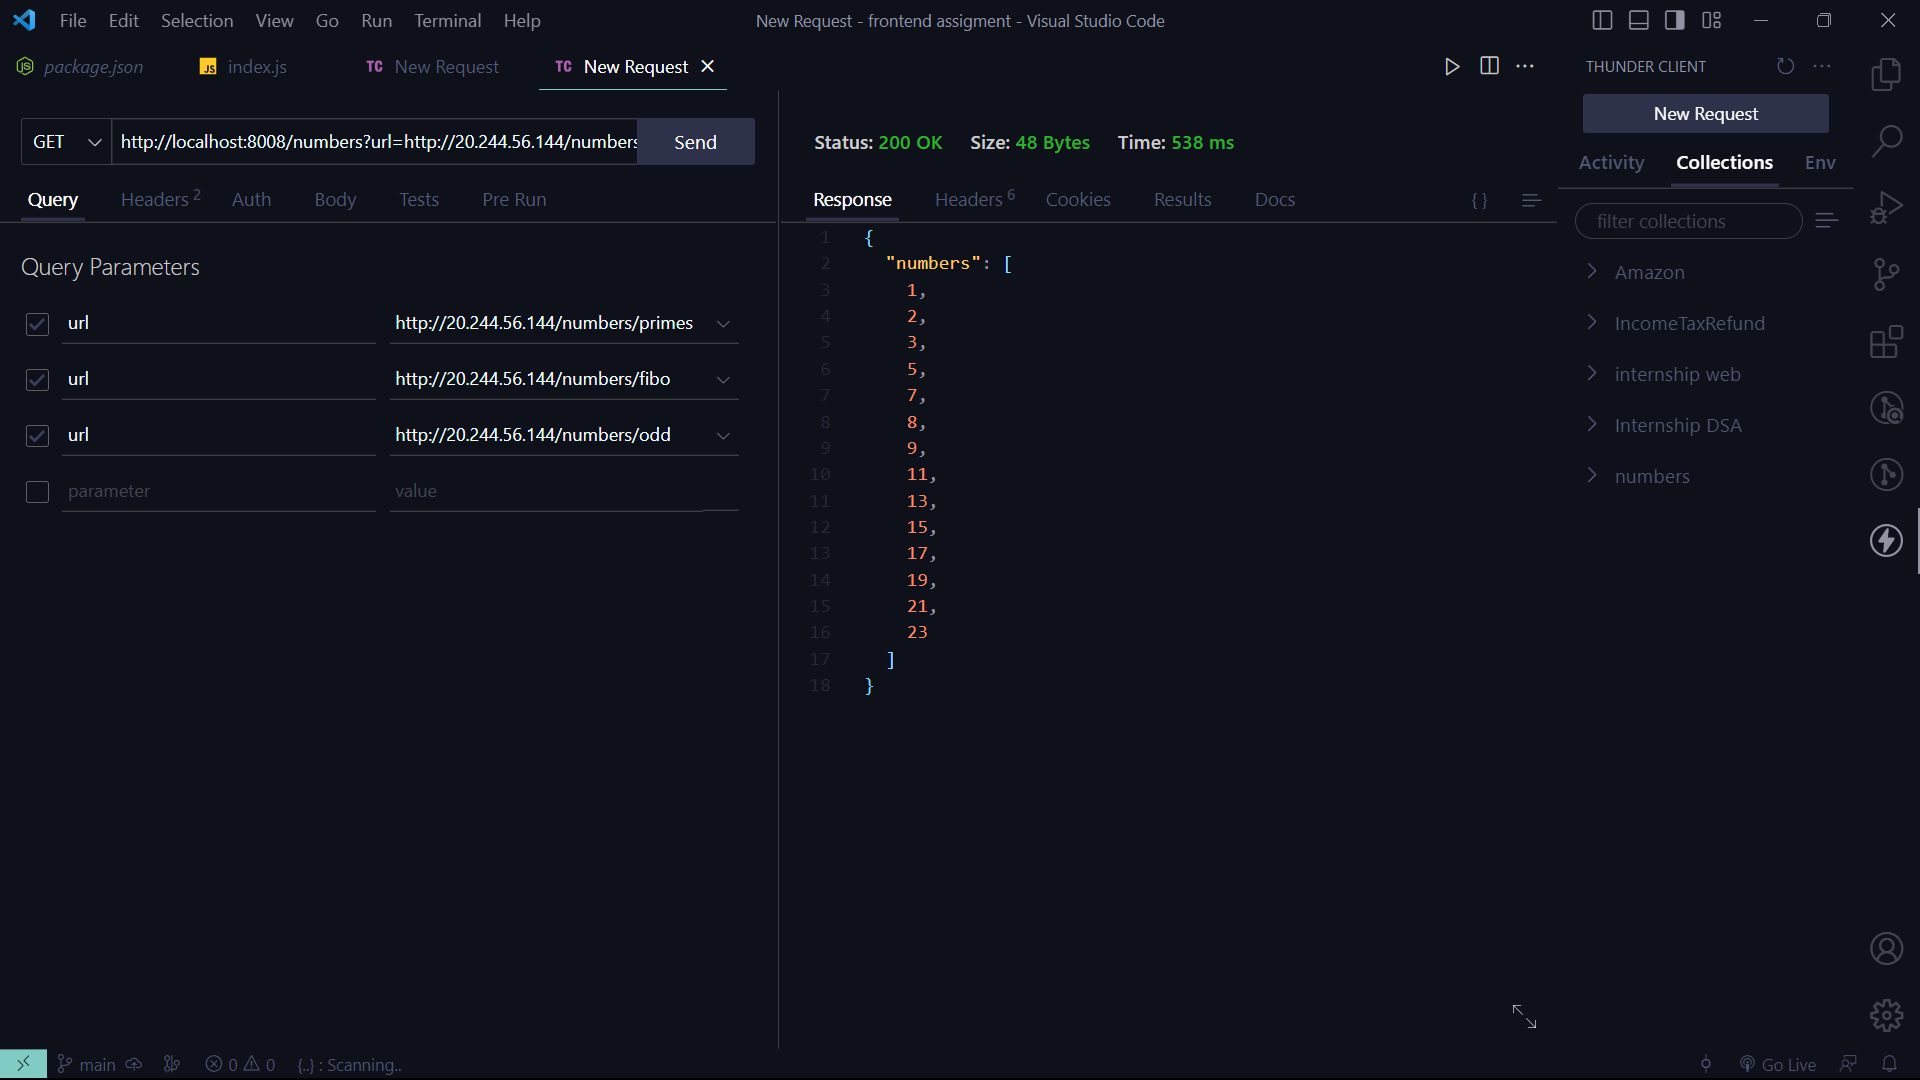 File Edit Selection View Go Run Terminal Help
New Request - frontend assigment - Visual Studio Code
package.json
JS index.js
TC New Request
TC New Request
THUNDER CLIENT
GET
http://localhost:8008/numbers?url=http://20.244.56.144/numbers
Send
Query Headers 2 Auth Body Tests Pre Run
Query Parameters
url http://20.244.56.144/numbers/primes
url http://20.244.56.144/numbers/fibo
url http://20.244.56.144/numbers/odd
parameter value
Status: 200 OK Size: 48 Bytes Time: 538 ms
Response Headers 6 Cookies Results Docs { }
1 {
2 "numbers": [
3 1,
4 2,
5 3,
6 5,
7 7,
8 8,
9 9,
10 11,
11 13,
12 15,
13 17,
14 19,
15 21,
16 23
17 ]
18 }
New Request
Activity Collections Env
filter collections
Amazon
IncomeTaxRefund
internship web
Internship DSA
numbers
main 0 0 {..} : Scanning..
Go Live